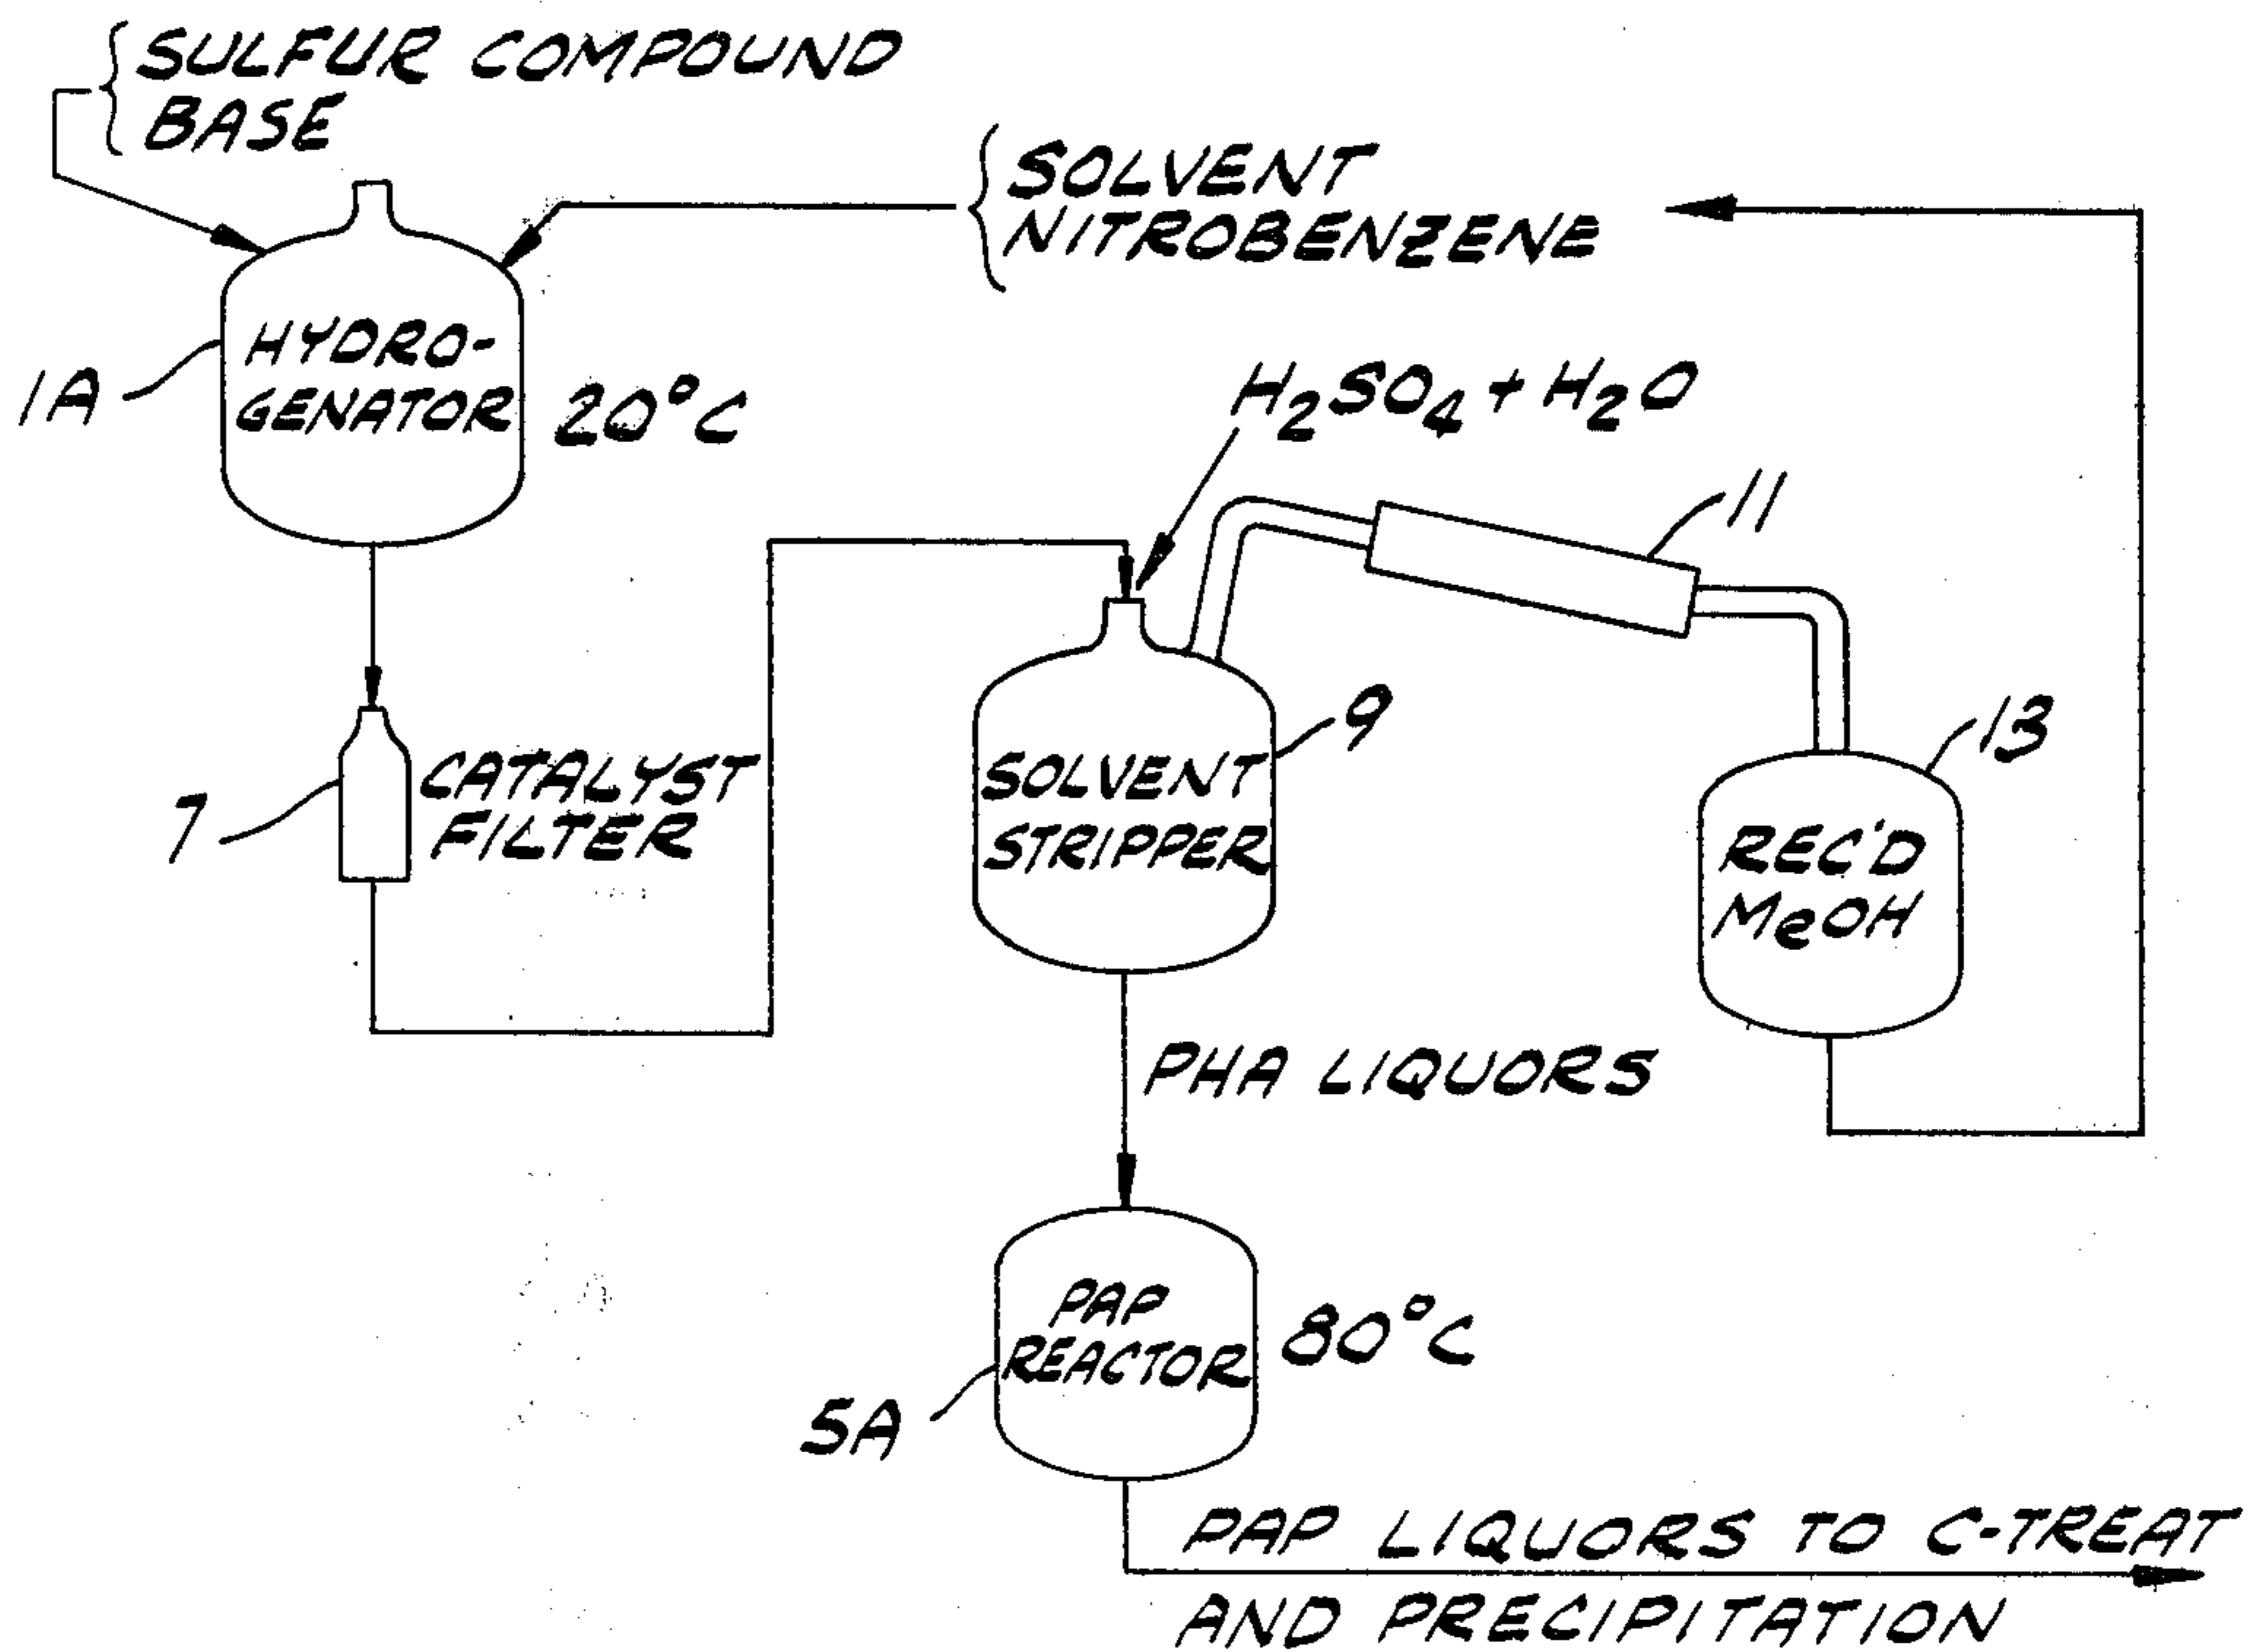 SULFUR COMPOUND
BASE
SOLVENT
NITROBENZENE
HYDRO-
GENATOR
1A
20°C
H2SO4 + H2O
11
CATALYST
FILTER
7
SOLVENT
STRIPPER
9
13
REC'D
MeOH
PHA LIQUORS
PAP
REACTOR
80°C
5A
PAP LIQUORS TO C-TREAT
AND PRECIPITATION